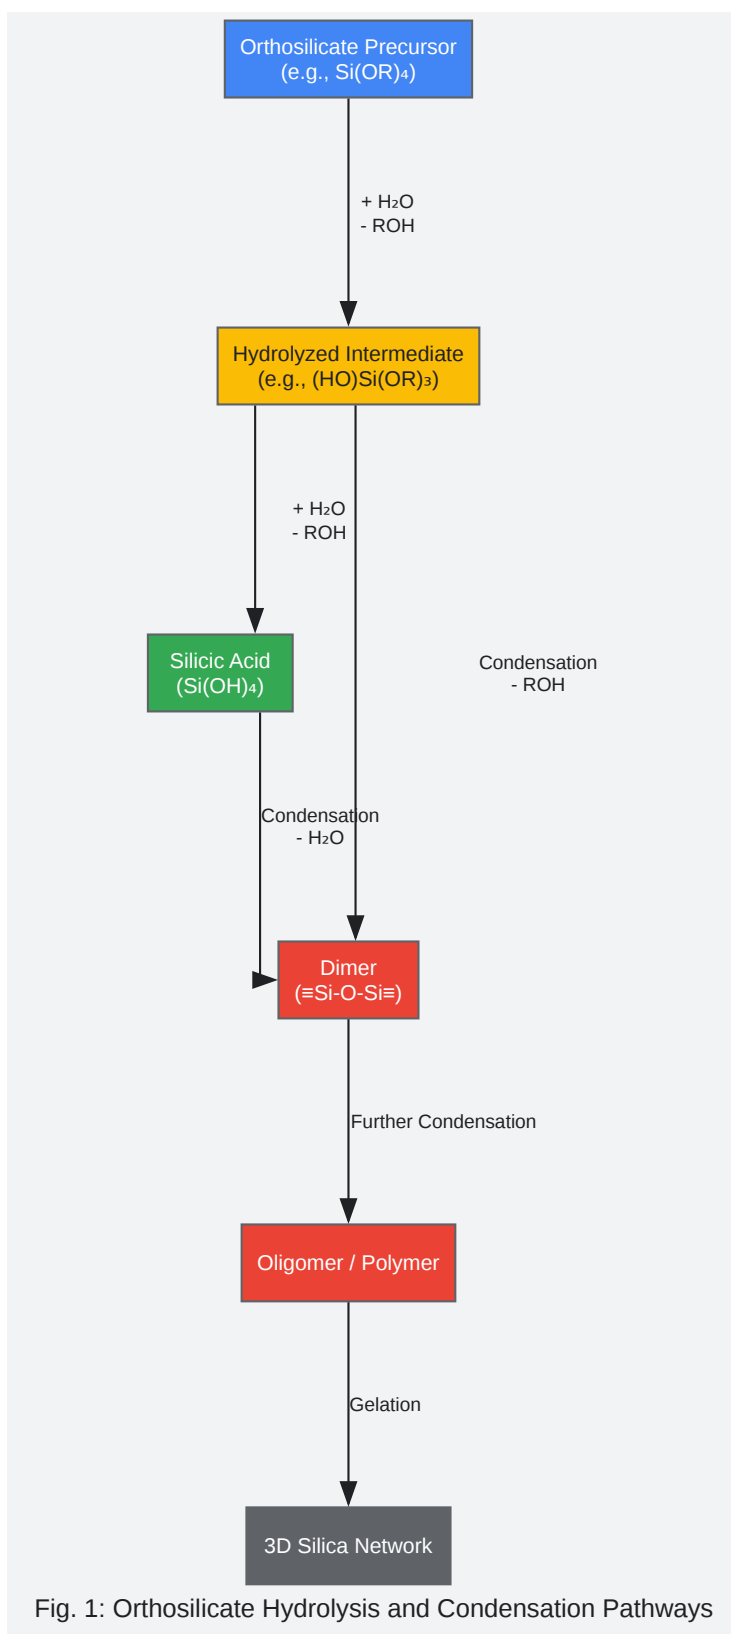 Orthosilicate Precursor
(e.g., Si(OR)₄)
+ H₂O
- ROH
Hydrolyzed Intermediate
(e.g., (HO)Si(OR)₃)
+ H₂O
- ROH
Silicic Acid
(Si(OH)₄)
Condensation
- ROH
Condensation
- H₂O
Dimer
(≡Si-O-Si≡)
Further Condensation
Oligomer / Polymer
Gelation
3D Silica Network
Fig. 1: Orthosilicate Hydrolysis and Condensation Pathways